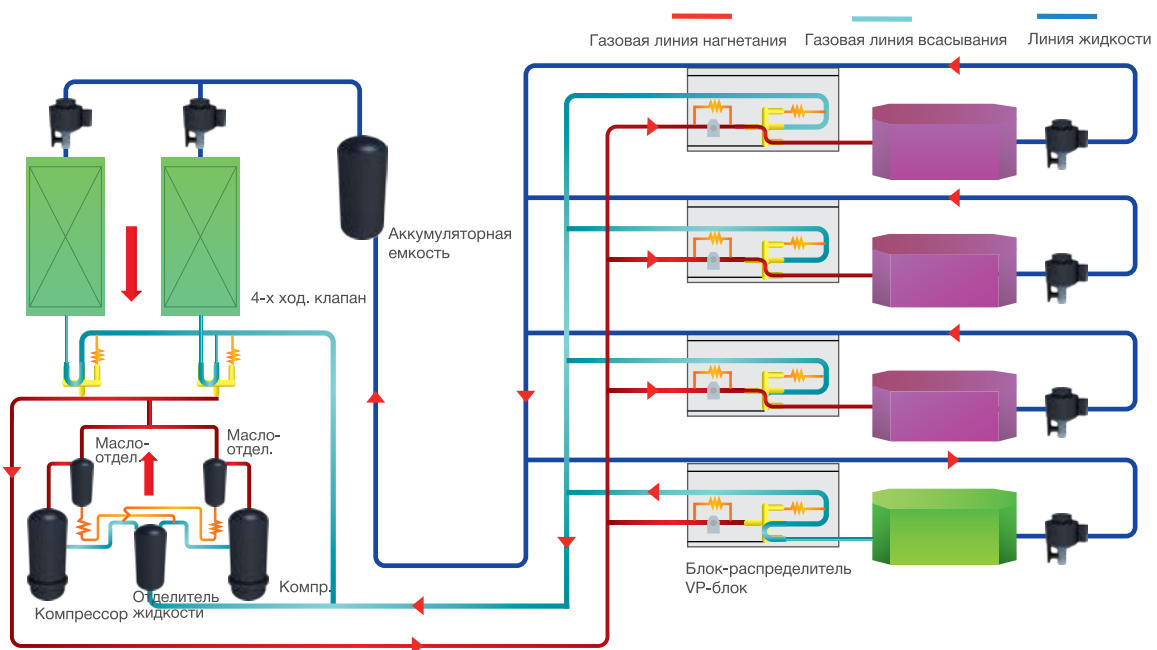 Газовая линия нагнетания
Газовая линия всасывания
Линия жидкости
Аккумуляторная
емкость
4-х ход. клапан
Масло-
отдел.
Масло-
отдел.
Компрессор
Отделитель
жидкости
Компр.
Блок-распределитель
VP-блок